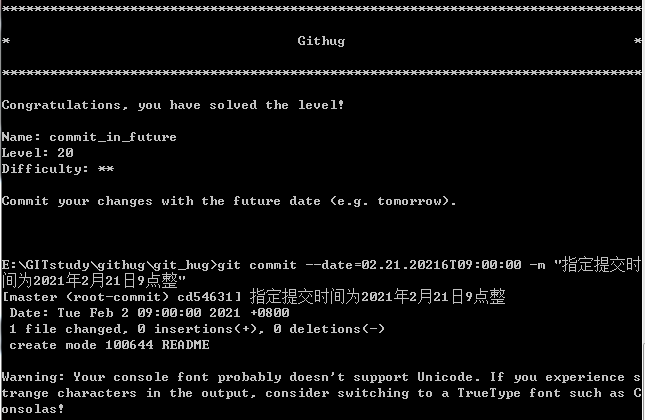 ********************************************************************************
* Githug *
********************************************************************************
Congratulations, you have solved the level!
Name: commit_in_future
Level: 20
Difficulty: **
Commit your changes with the future date (e.g. tomorrow).
E:\GITstudy\githug\git_hug>git commit --date=02.21.20216T09:00:00 -m "指定提交时
间为2021年2月21日9点整"
[master (root-commit) cd54631] 指定提交时间为2021年2月21日9点整
Date: Tue Feb 2 09:00:00 2021 +0800
1 file changed, 0 insertions(+), 0 deletions(-)
create mode 100644 README
Warning: Your console font probably doesn't support Unicode. If you experience s
trange characters in the output, consider switching to a TrueType font such as C
onsolas!